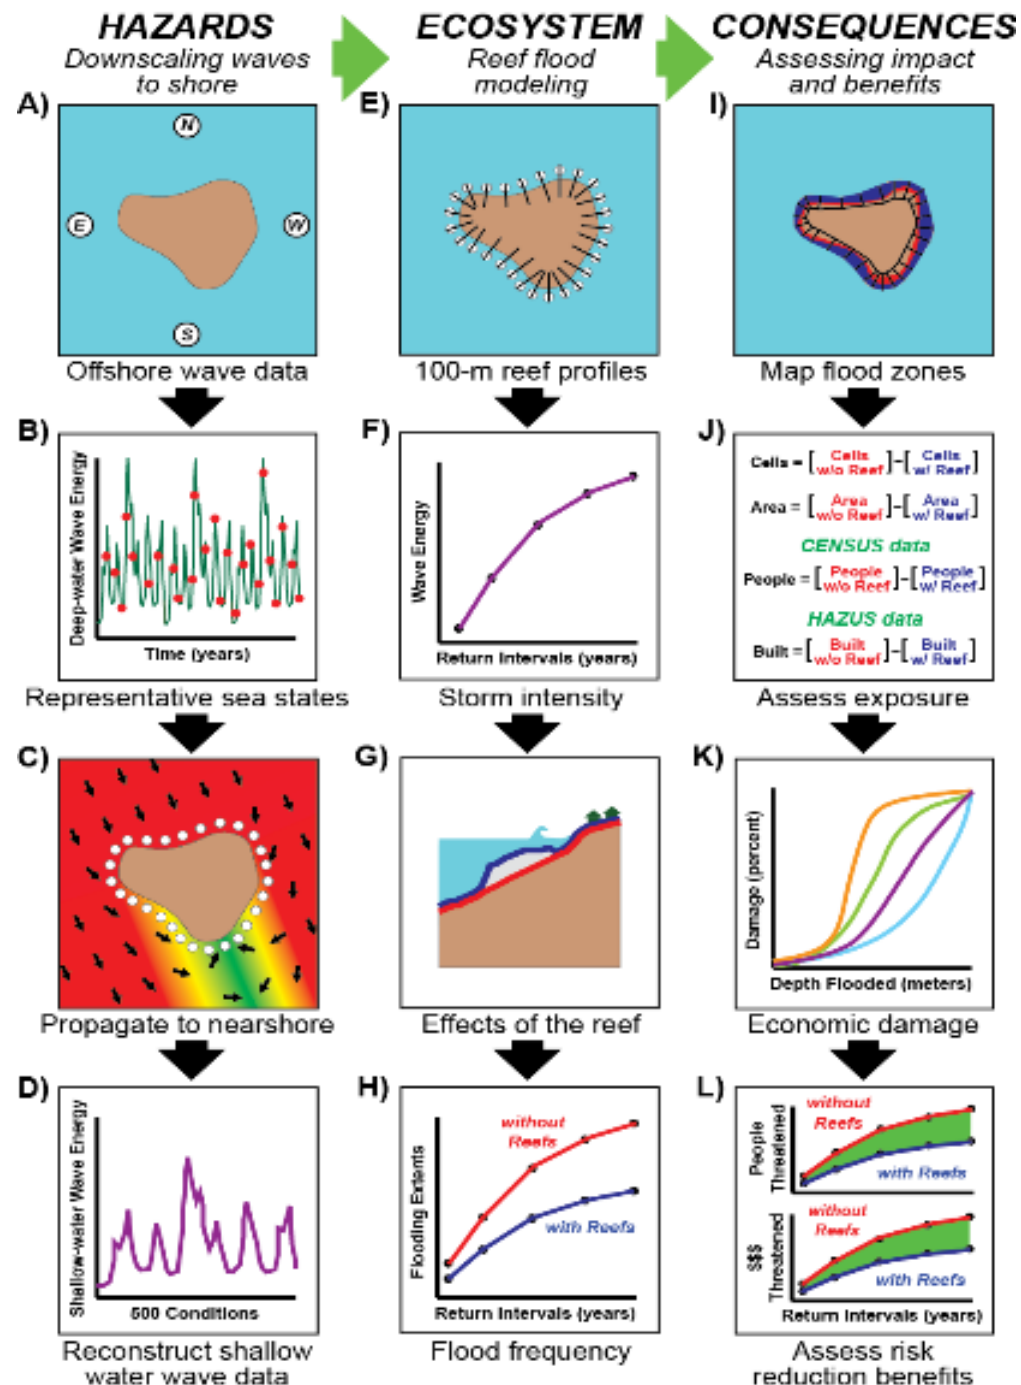 HAZARDS
Downscaling waves
to shore
A)
N
E
W
S
Offshore wave data
B)
Deep-water Wave Energy
Time (years)
Representative sea states
C)
Propagate to nearshore
D)
Shallow-water Wave Energy
500 Conditions
Reconstruct shallow
water wave data
ECOSYSTEM
Reef flood
modeling
E)
100-m reef profiles
F)
Wave Energy
Return Intervals (years)
Storm intensity
G)
Effects of the reef
H)
Flooding Extents
without
Reefs
with Reefs
Return Intervals (years)
Flood frequency
CONSEQUENCES
Assessing impact
and benefits
I)
Map flood zones
J)
Cells = [Cells w/o Reef]-[Cells w/ Reef]
Area = [Area w/o Reef]-[Area w/ Reef]
CENSUS data
People = [People w/o Reef]-[People w/ Reef]
HAZUS data
Built = [Built w/o Reef]-[Built w/ Reef]
Assess exposure
K)
Damage (percent)
Depth Flooded (meters)
Economic damage
L)
People
Threatened
without
Reefs
with Reefs
$$$
Threatened
without
Reefs
with Reefs
Return Intervals (years)
Assess risk
reduction benefits